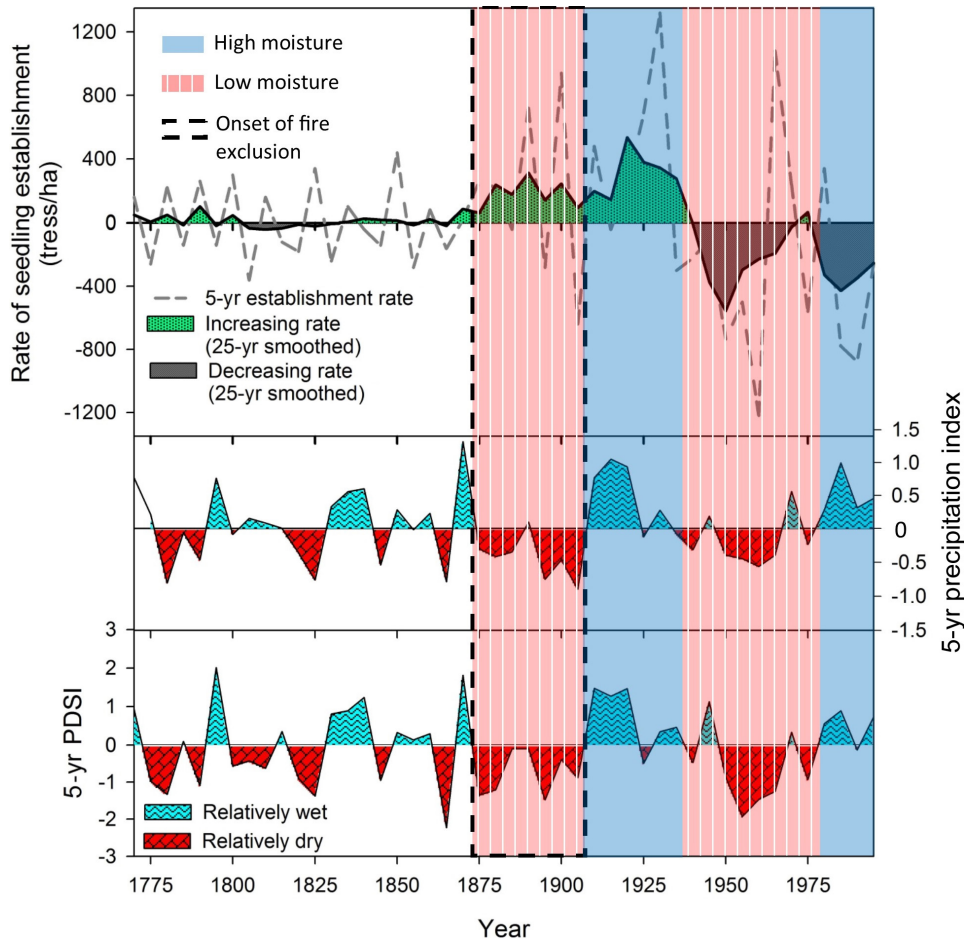 1200
800
400
0
-400
-800
-1200
Rate of seedling establishment
(tress/ha)
High moisture
Low moisture
Onset of fire
exclusion
5-yr establishment rate
Increasing rate
(25-yr smoothed)
Decreasing rate
(25-yr smoothed)
1.5
1.0
0.5
0
-0.5
-1.0
-1.5
5-yr precipitation index
3
2
1
0
-1
-2
-3
5-yr PDSI
Relatively wet
Relatively dry
1775 1800 1825 1850 1875 1900 1925 1950 1975
Year